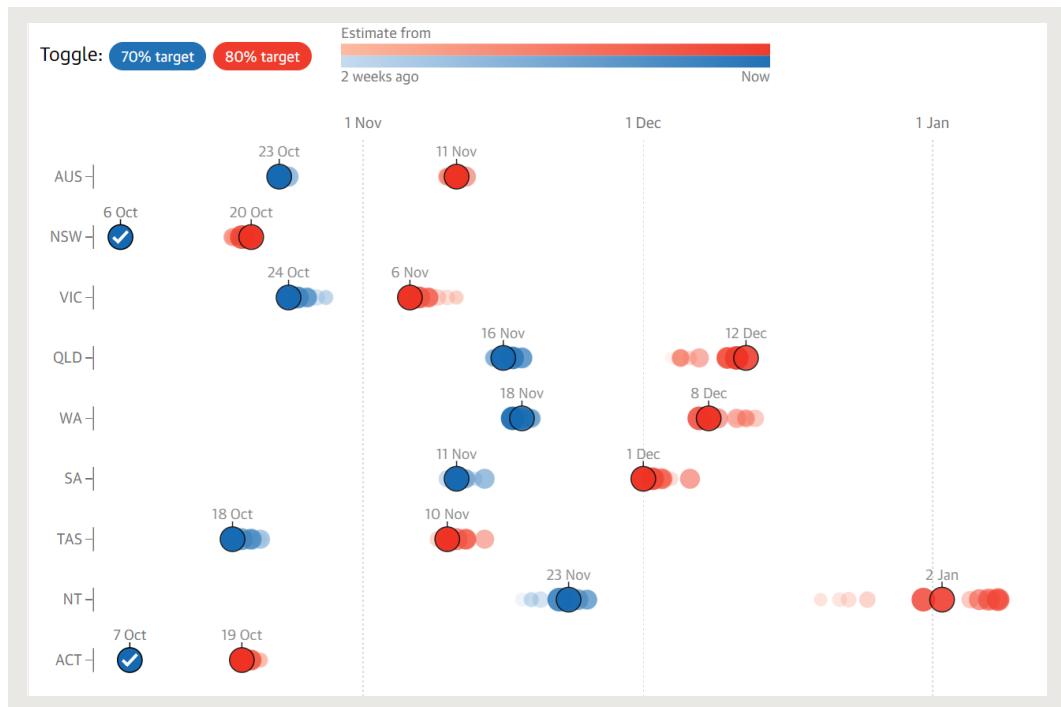 Estimate from
Toggle: 70% target 80% target
2 weeks ago Now
1 Nov 1 Dec 1 Jan
23 Oct 11 Nov
AUS
6 Oct 20 Oct
NSW
24 Oct 6 Nov
VIC
16 Nov 12 Dec
QLD
18 Nov 8 Dec
WA
11 Nov 1 Dec
SA
18 Oct 10 Nov
TAS
23 Nov 2 Jan
NT
7 Oct 19 Oct
ACT